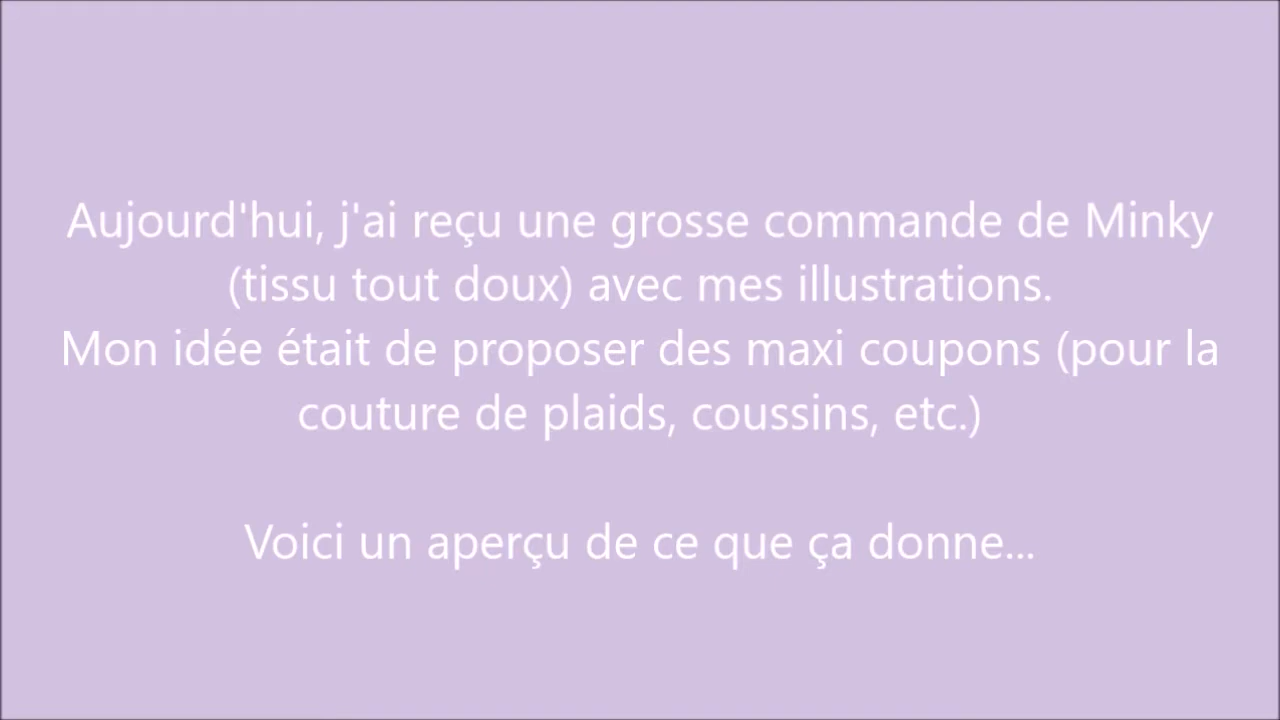 Aujourd'hui, j'ai reçu une grosse commande de Minky
(tissu tout doux) avec mes illustrations.
Mon idée était de proposer des maxi coupons (pour la
couture de plaids, coussins, etc.)
Voici un aperçu de ce que ça donne...